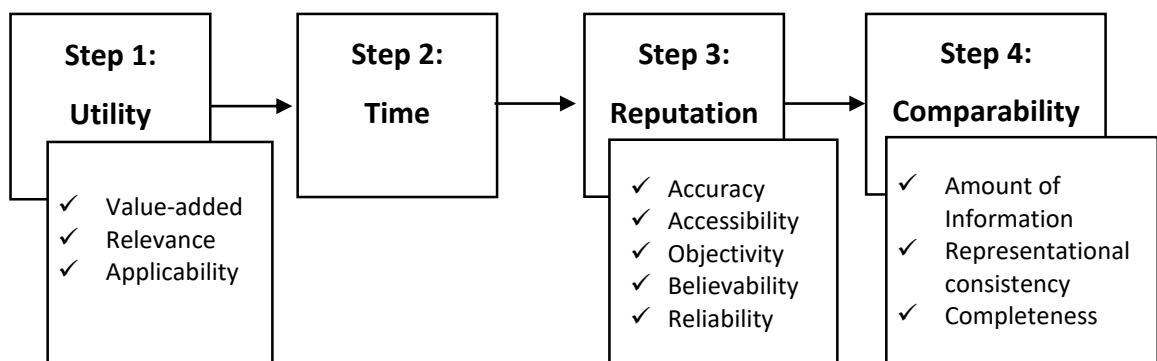 Step 1:
Utility
✓ Value-added
✓ Relevance
✓ Applicability
Step 2:
Time
Step 3:
Reputation
✓ Accuracy
✓ Accessibility
✓ Objectivity
✓ Believability
✓ Reliability
Step 4:
Comparability
✓ Amount of
Information
✓ Representational
consistency
✓ Completeness